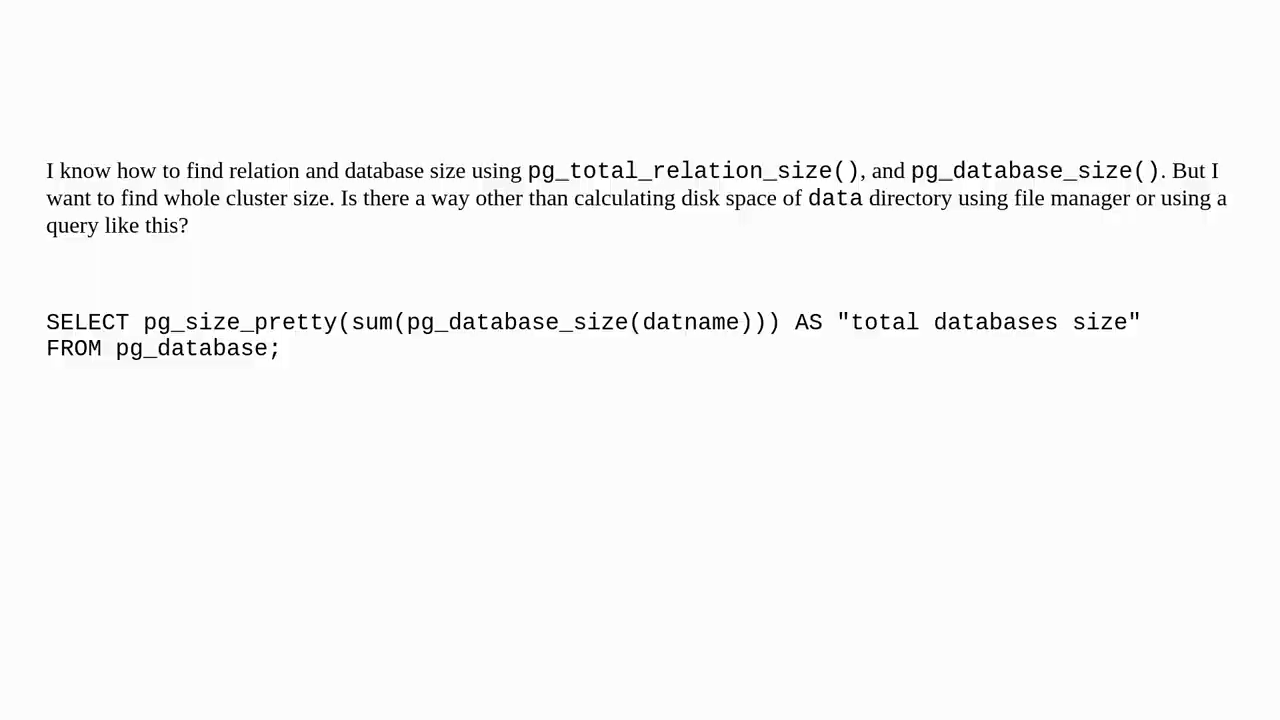 I know how to find relation and database size using pg_total_relation_size(), and pg_database_size(). But I
want to find whole cluster size. Is there a way other than calculating disk space of data directory using file manager or using a
query like this?
SELECT pg_size_pretty(sum(pg_database_size(datname))) AS "total databases size"
FROM pg_database;